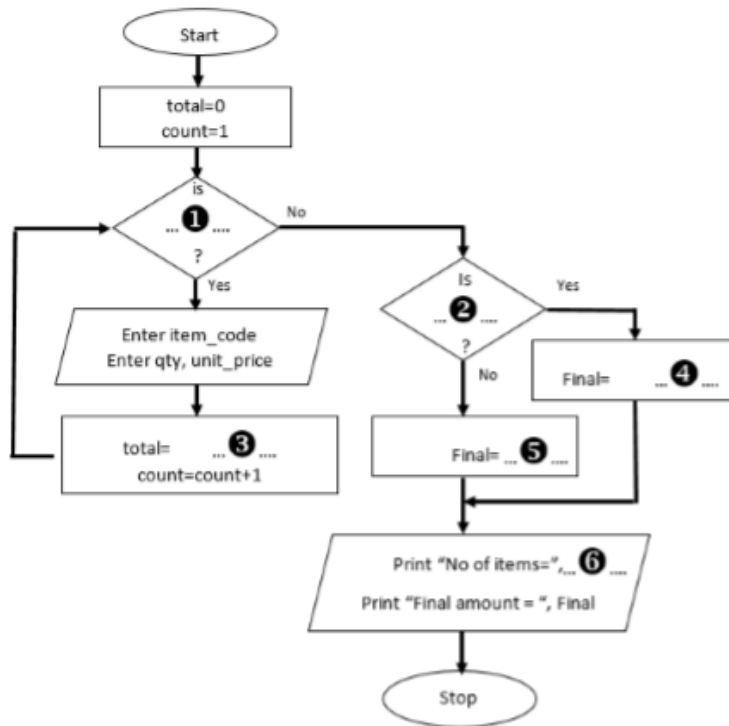 Start
total=0
count=1
is
... ❶ ....
?
No
Yes
Enter item_code
Enter qty, unit_price
total= ... ❸ ....
count=count+1
Is
... ❷ ....
?
Yes
No
Final= ... ❹ ....
Final= ... ❺ ....
Print “No of items=”,... ❻ ....
Print “Final amount = “, Final
Stop